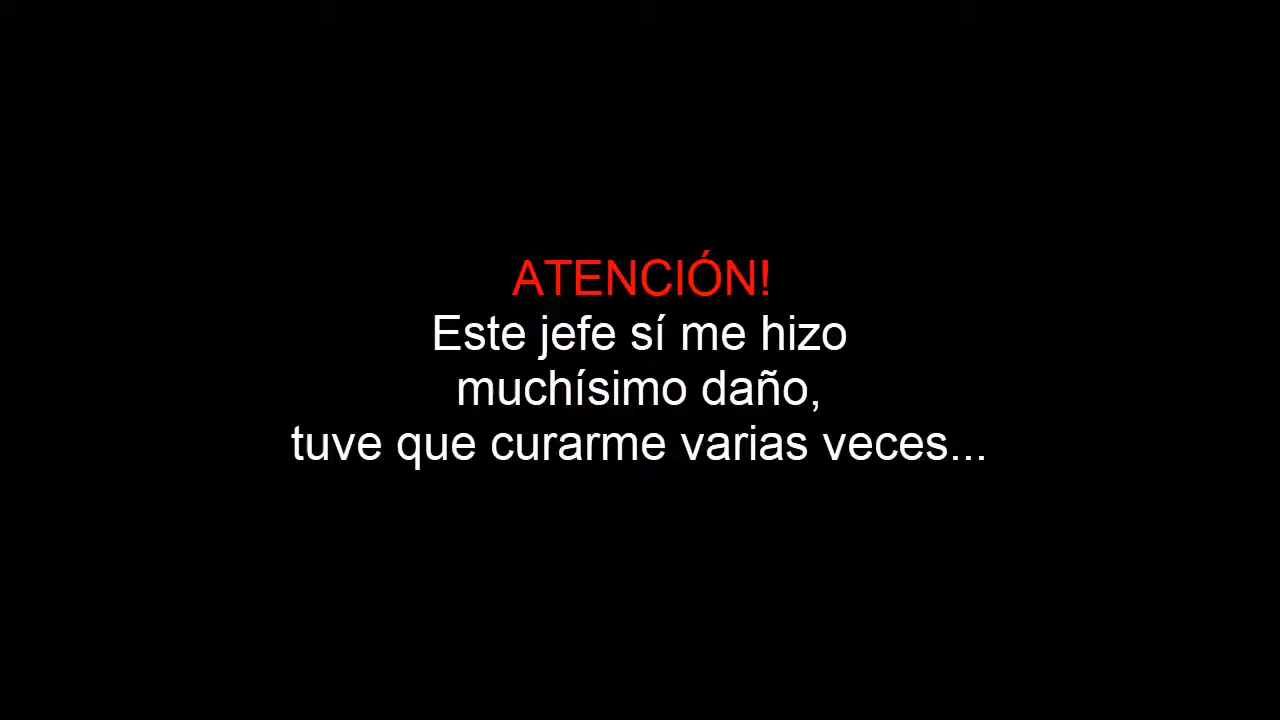 ATENCIÓN!
Este jefe sí me hizo
muchísimo daño,
tuve que curarme varias veces...